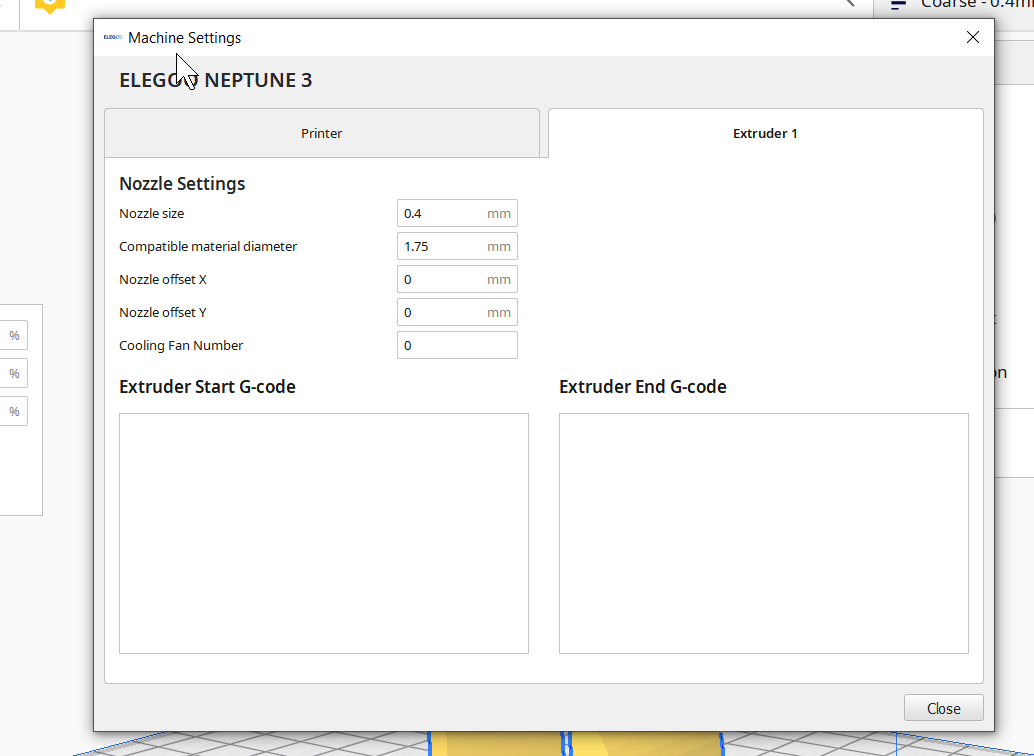 Coarse - 0.4m
ELEGOO Machine Settings
ELEGOO NEPTUNE 3
Printer Extruder 1
Nozzle Settings
Nozzle size 0.4 mm
Compatible material diameter 1.75 mm
Nozzle offset X 0 mm
Nozzle offset Y 0 mm
Cooling Fan Number 0
%
%
%
on
Extruder Start G-code Extruder End G-code
Close